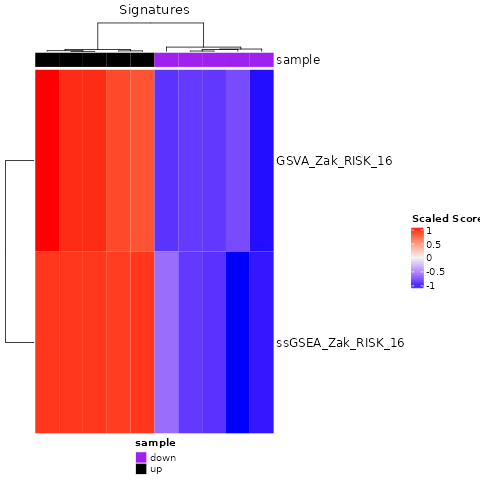 Signatures
sample
GSVA_Zak_RISK_16
Scaled Score
1
0.5
0
-0.5
-1
ssGSEA_Zak_RISK_16
sample
down
up